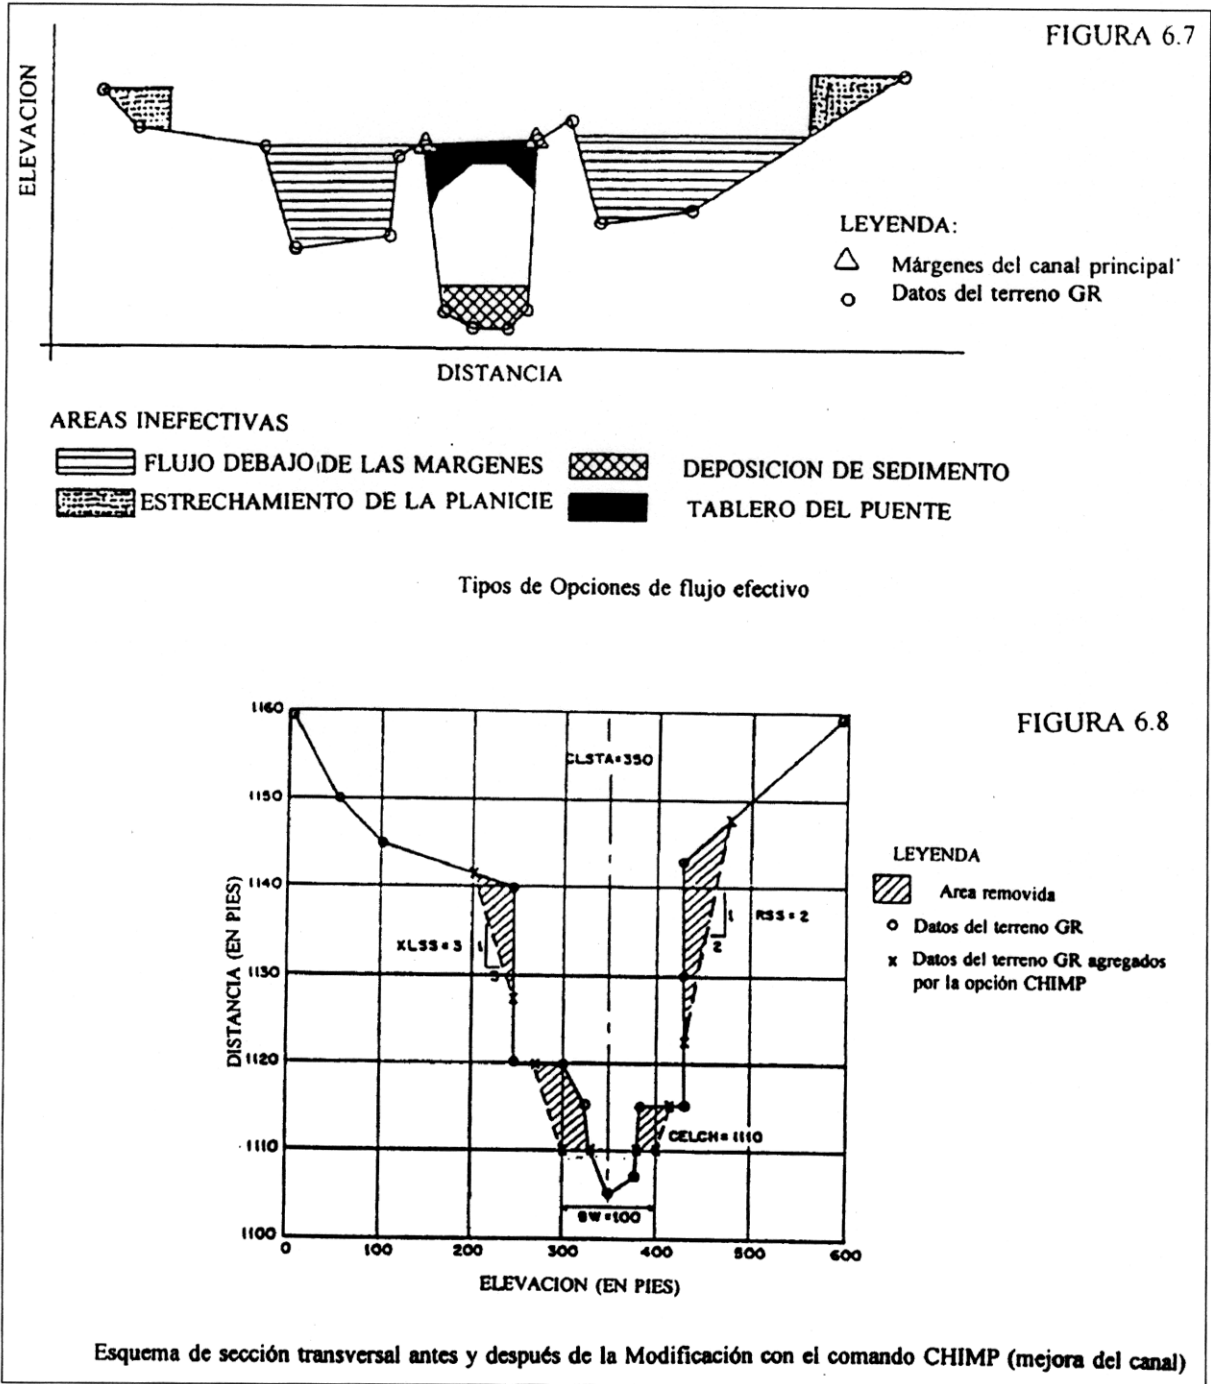 FIGURA 6.7
ELEVACION
LEYENDA:
Márgenes del canal principal
Datos del terreno GR
DISTANCIA
AREAS INEFECTIVAS
FLUJO DEBAJO DE LAS MARGENES
DEPOSICION DE SEDIMENTO
ESTRECHAMIENTO DE LA PLANICIE
TABLERO DEL PUENTE
Tipos de Opciones de flujo efectivo
FIGURA 6.8
1160
1150
1140
1130
1120
1110
1100
DISTANCIA (EN PIES)
CLSTA=350
XLSS = 3
1
3
1
2
RSS = 2
CELCH = 1110
BW = 100
0
100
200
300
400
500
600
ELEVACION (EN PIES)
LEYENDA
Area removida
Datos del terreno GR
x Datos del terreno GR agregados
por la opción CHIMP
Esquema de sección transversal antes y después de la Modificación con el comando CHIMP (mejora del canal)